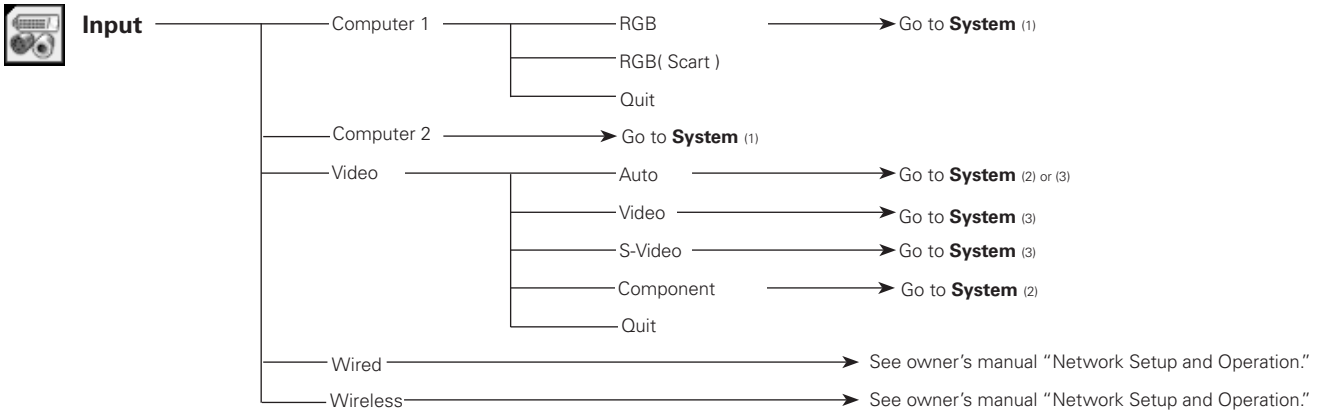 Input Computer 1 RGB Go to System (1)
RGB( Scart )
Quit
Computer 2 Go to System (1)
Video Auto Go to System (2) or (3)
Video Go to System (3)
S-Video Go to System (3)
Component Go to System (2)
Quit
Wired See owner's manual “Network Setup and Operation.”
Wireless See owner's manual “Network Setup and Operation.”